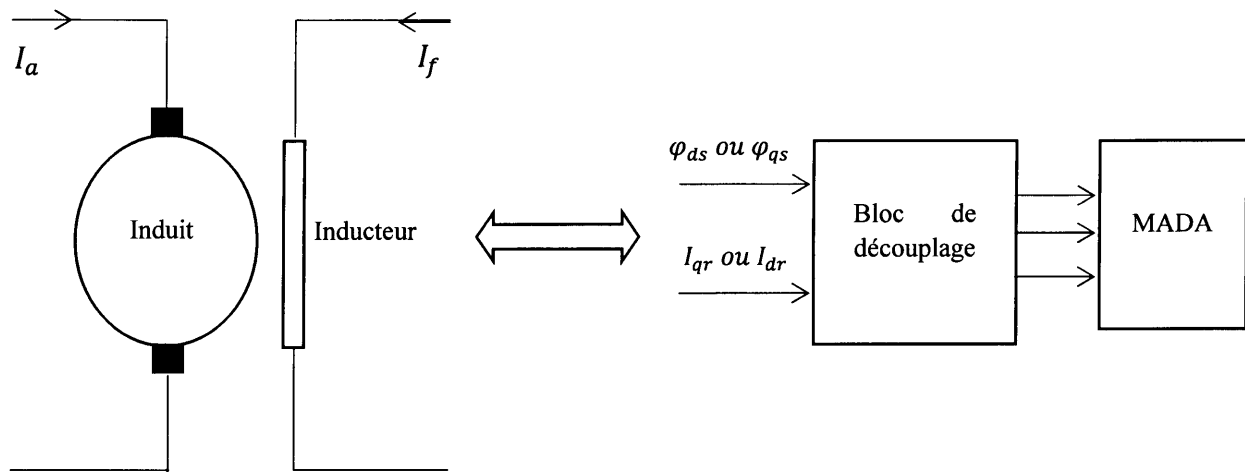 I_a
I_f
Induit
Inducteur
φ_ds ou φ_qs
I_qr ou I_dr
Bloc de
découplage
MADA